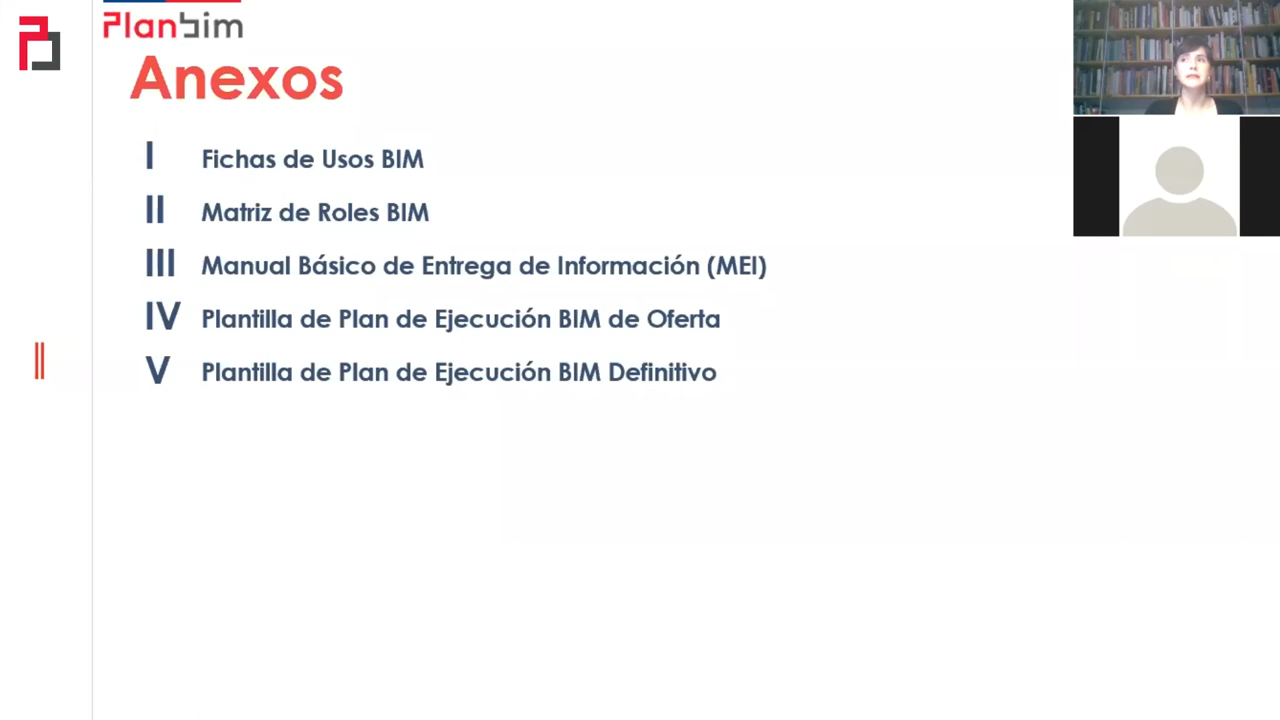 Planbim
Anexos
I Fichas de Usos BIM
II Matriz de Roles BIM
III Manual Básico de Entrega de Información (MEI)
IV Plantilla de Plan de Ejecución BIM de Oferta
V Plantilla de Plan de Ejecución BIM Definitivo